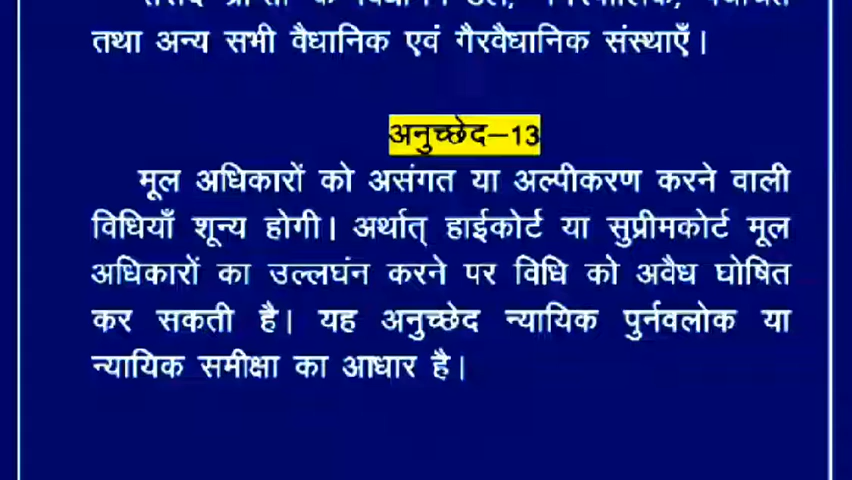 तथा अन्य सभी वैधानिक एवं गैरवैधानिक संस्थाएँ।
अनुच्छेद–13
मूल अधिकारों को असंगत या अल्पीकरण करने वाली
विधियाँ शून्य होगी। अर्थात् हाईकोर्ट या सुप्रीमकोर्ट मूल
अधिकारों का उल्लघंन करने पर विधि को अवैध घोषित
कर सकती है। यह अनुच्छेद न्यायिक पुर्नवलोक या
न्यायिक समीक्षा का आधार है।